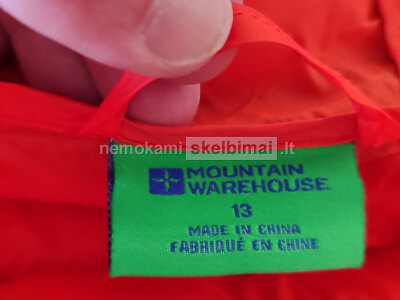 nemokami skelbimai.lt
MOUNTAIN
WAREHOUSE
13
MADE IN CHINA
FABRIQUÉ EN CHINE